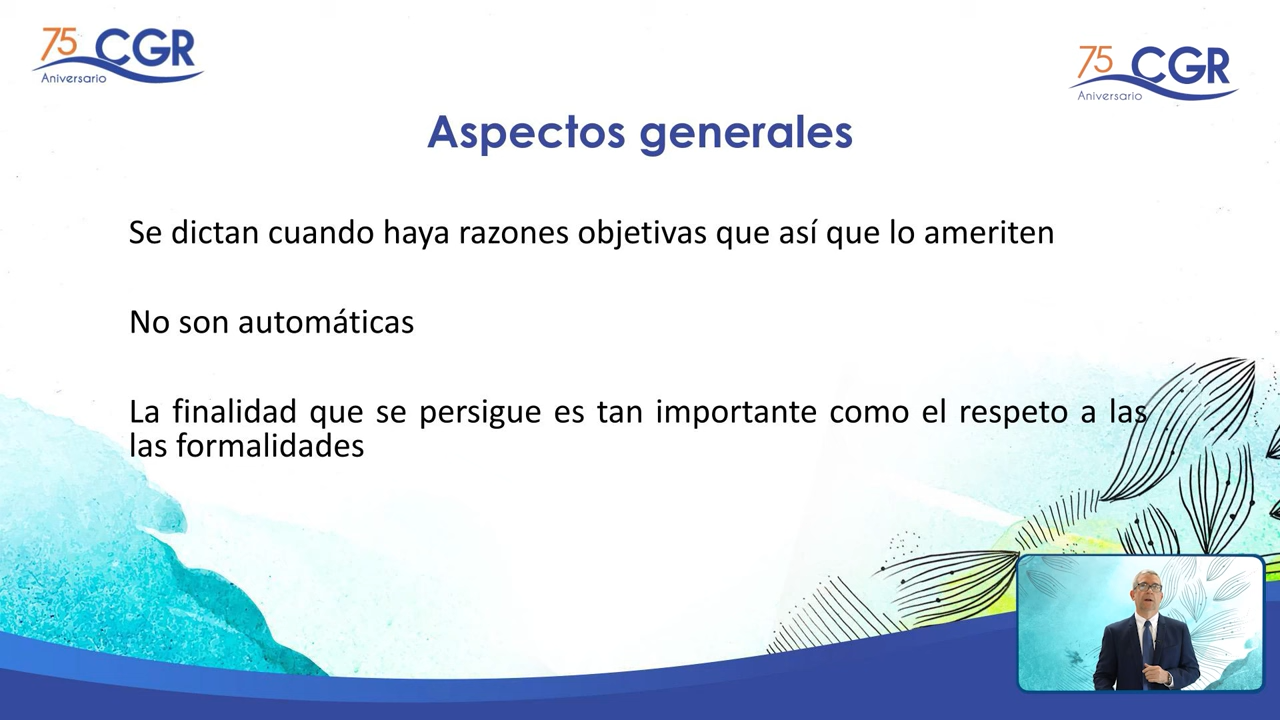 75 CGR
Aniversario
75 CGR
Aniversario
Aspectos generales
Se dictan cuando haya razones objetivas que así que lo ameriten
No son automáticas
La finalidad que se persigue es tan importante como el respeto a las
las formalidades